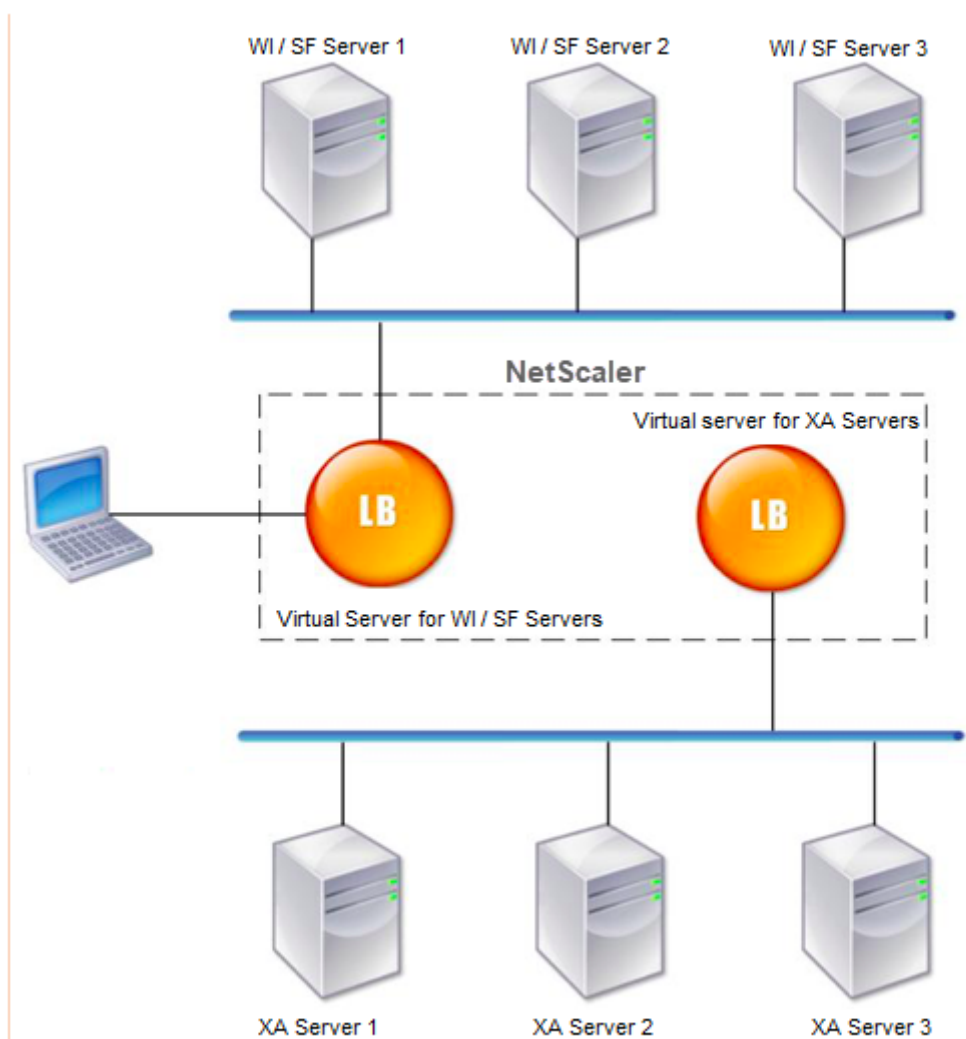 WI / SF Server 1
WI / SF Server 2
WI / SF Server 3
NetScaler
Virtual server for XA Servers
LB
LB
Virtual Server for WI / SF Servers
XA Server 1
XA Server 2
XA Server 3